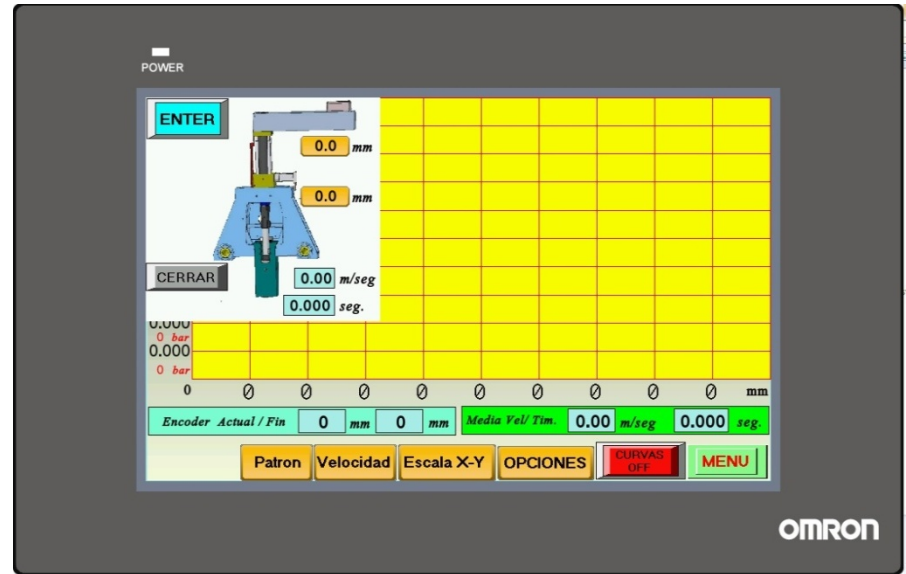 POWER
ENTER
0.0 mm
0.0 mm
CERRAR
0.00 m/seg
0.000 seg.
0.000
0 bar
0.000
0 bar
0 0 0 0 0 0 0 0 0 0 mm
Encoder Actual / Fin 0 mm 0 mm Media Vel/ Tim. 0.00 m/seg 0.000 seg.
Patron Velocidad Escala X-Y OPCIONES CURVAS OFF MENU
OMRON